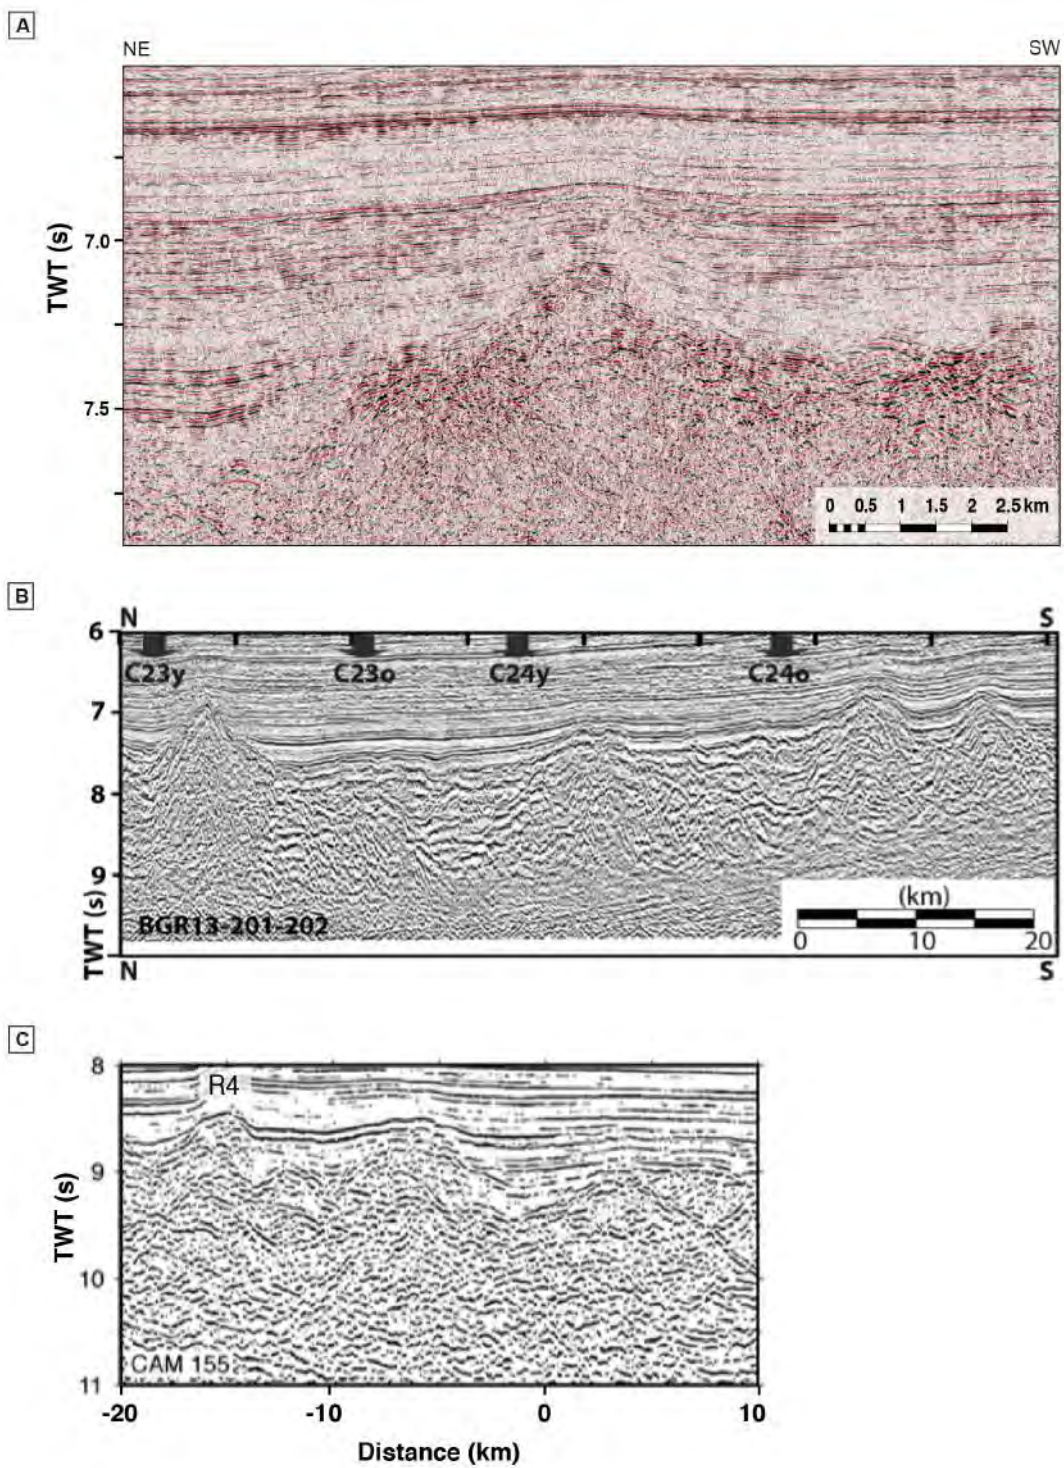 A
NE SW
TWT (s)
7.0
7.5
0 0.5 1 1.5 2 2.5 km
B
N S
6
C23y C23o C24y C24o
7
8
9
TWT (s)
(km)
0 10 20
BGR13-201-202
N S
C
8
R4
9
TWT (s)
10
CAM 155
11
-20 -10 0 10
Distance (km)